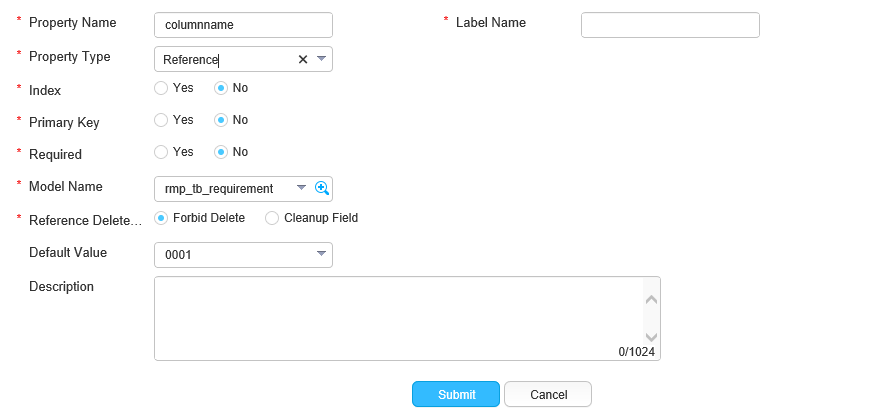 * Property Name columnname * Label Name
* Property Type Reference
* Index Yes No
* Primary Key Yes No
* Required Yes No
* Model Name rmp_tb_requirement
* Reference Delete... Forbid Delete Cleanup Field
Default Value 0001
Description
0/1024
Submit Cancel